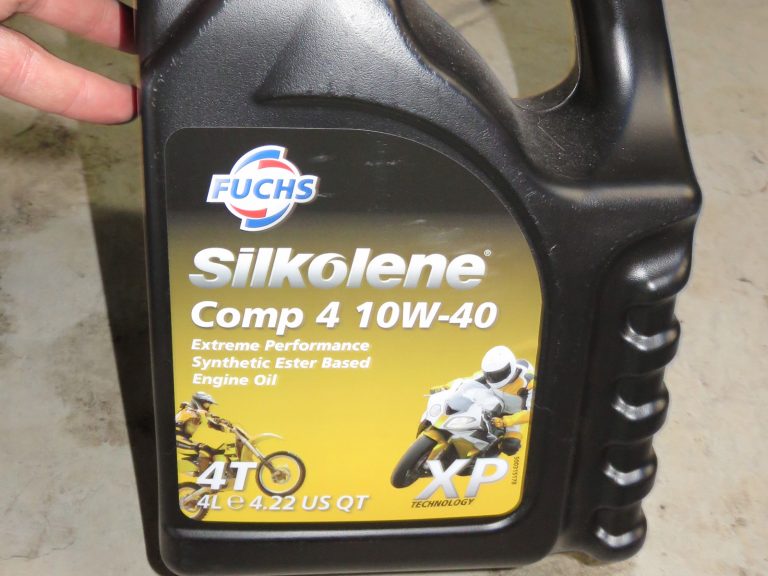 FUCHS
Silkolene®
Comp 4 10W-40
Extreme Performance
Synthetic Ester Based
Engine Oil
4T
4L e 4.22 US QT
XP
TECHNOLOGY